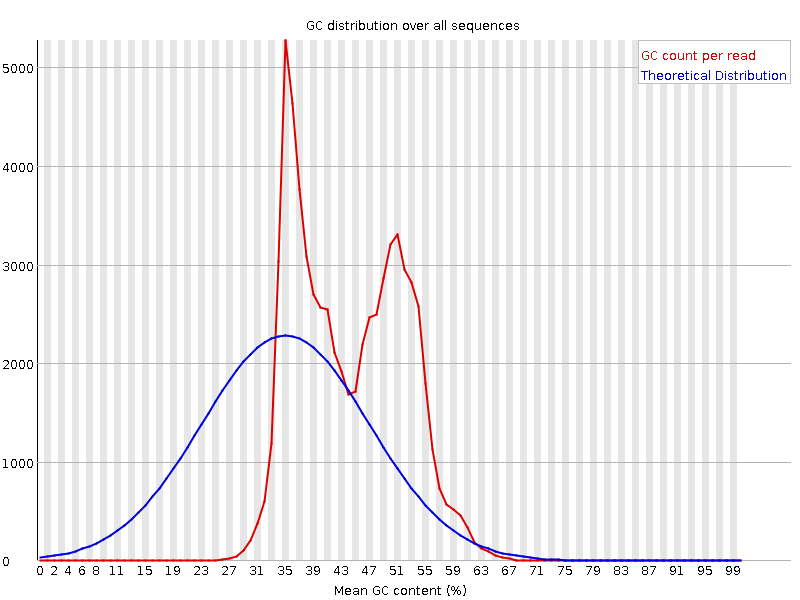 GC distribution over all sequences
GC count per read
Theoretical Distribution
5000
4000
3000
2000
1000
0
0 2 4 6 8 11 15 19 23 27 31 35 39 43 47 51 55 59 63 67 71 75 79 83 87 91 95 99
Mean GC content (%)